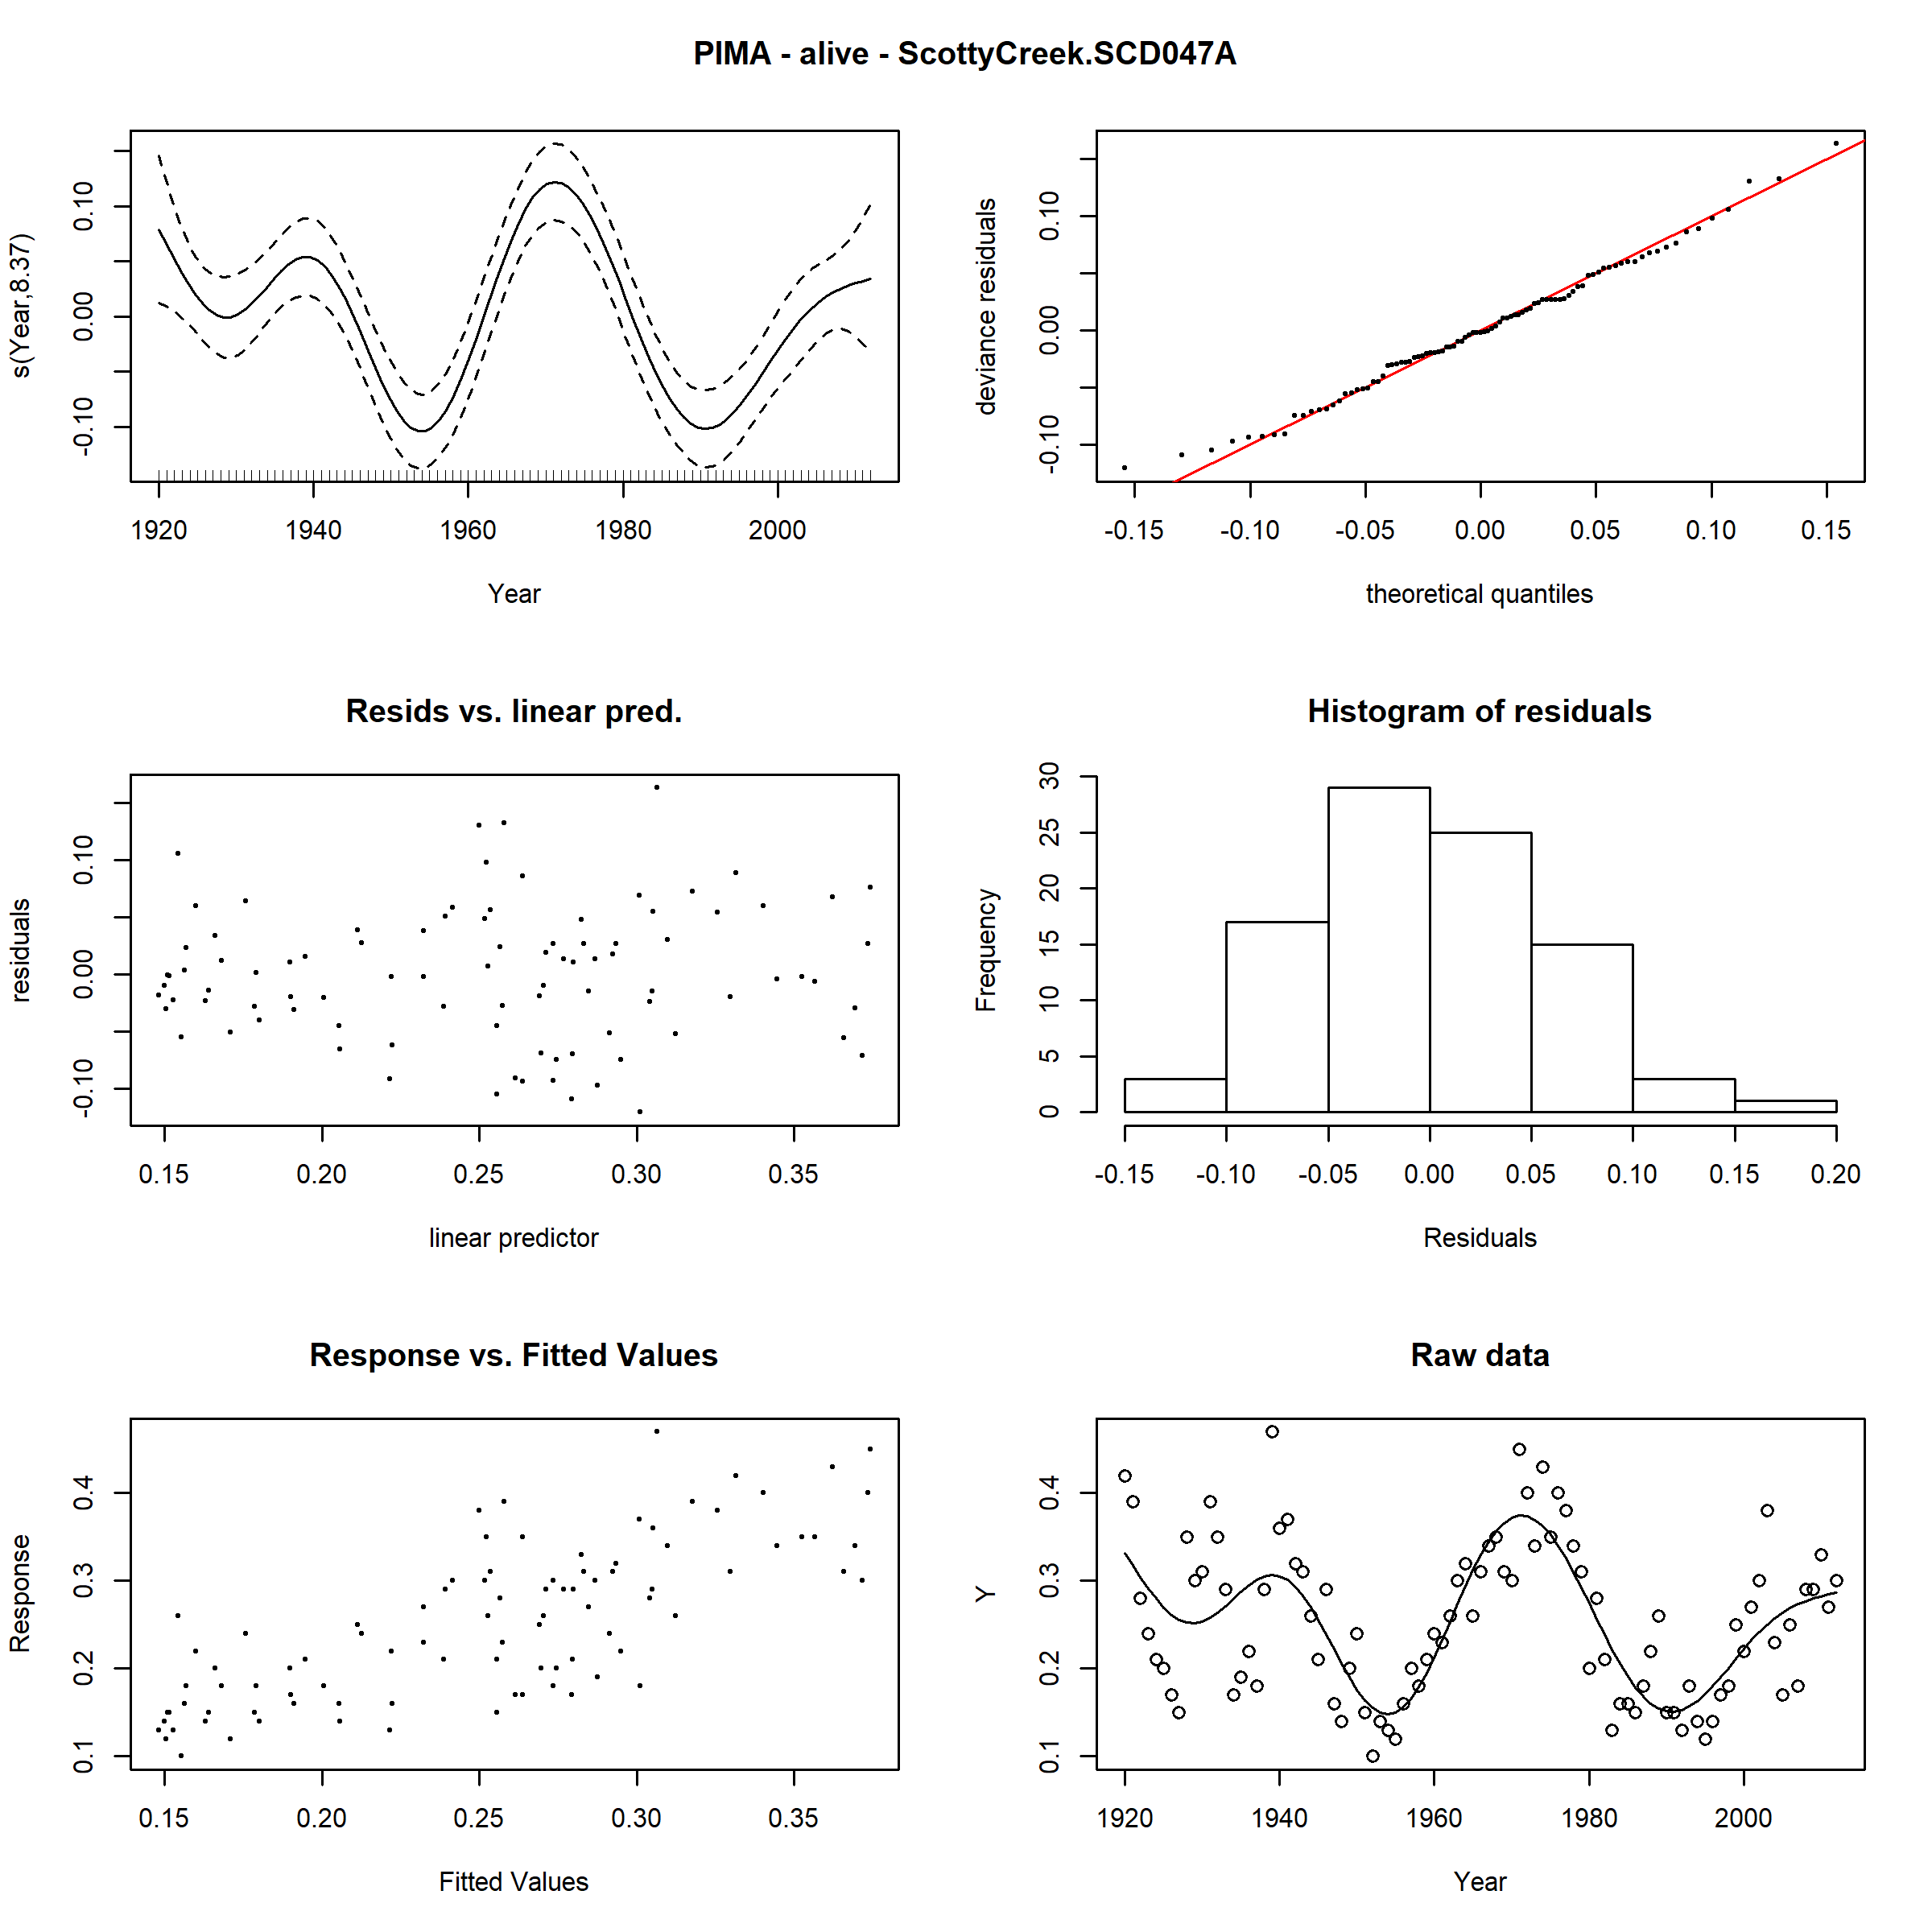 PIMA - alive - ScottyCreek.SCD047A
s(Year,8.37)
-0.10 0.00 0.10
1920 1940 1960 1980 2000
Year
deviance residuals
-0.10 0.00 0.10
-0.15 -0.10 -0.05 0.00 0.05 0.10 0.15
theoretical quantiles
Resids vs. linear pred.
residuals
-0.10 0.00 0.10
0.15 0.20 0.25 0.30 0.35
linear predictor
Histogram of residuals
Frequency
0 5 10 15 20 25 30
-0.15 -0.10 -0.05 0.00 0.05 0.10 0.15 0.20
Residuals
Response vs. Fitted Values
Response
0.1 0.2 0.3 0.4
0.15 0.20 0.25 0.30 0.35
Fitted Values
Raw data
Y
0.1 0.2 0.3 0.4
1920 1940 1960 1980 2000
Year